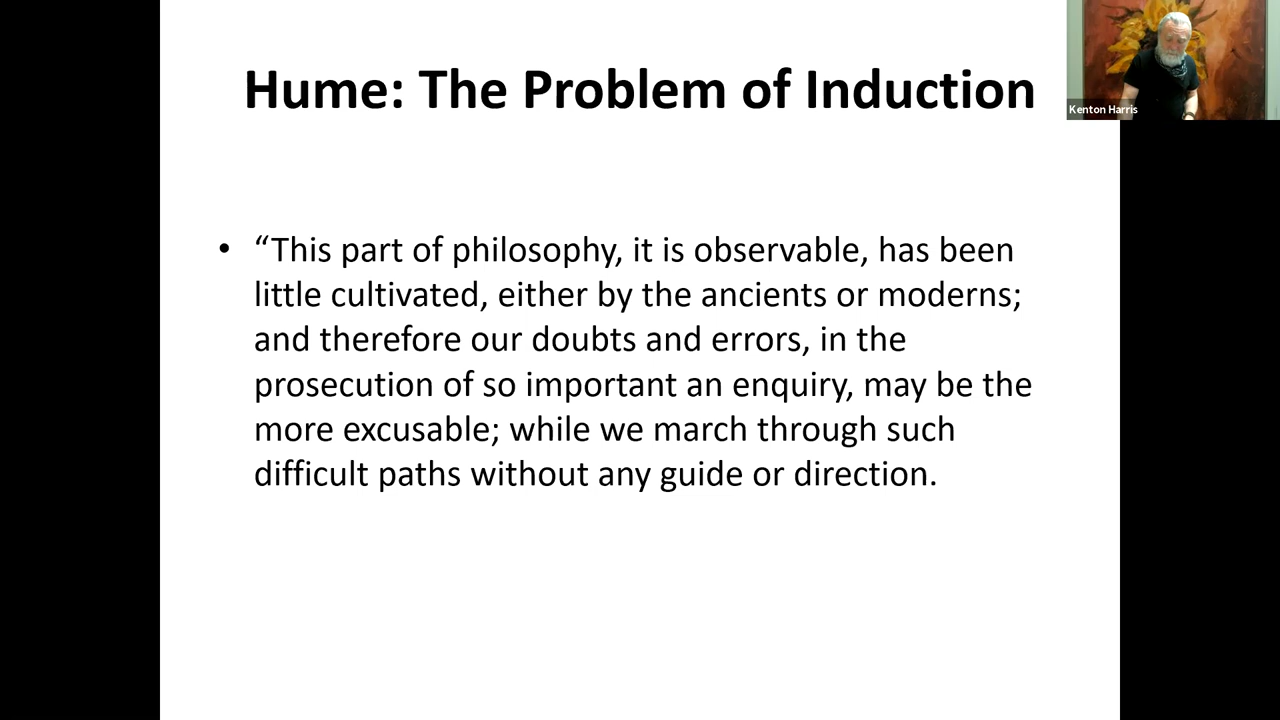 Hume: The Problem of Induction
Kenton Harris
• “This part of philosophy, it is observable, has been
little cultivated, either by the ancients or moderns;
and therefore our doubts and errors, in the
prosecution of so important an enquiry, may be the
more excusable; while we march through such
difficult paths without any guide or direction.